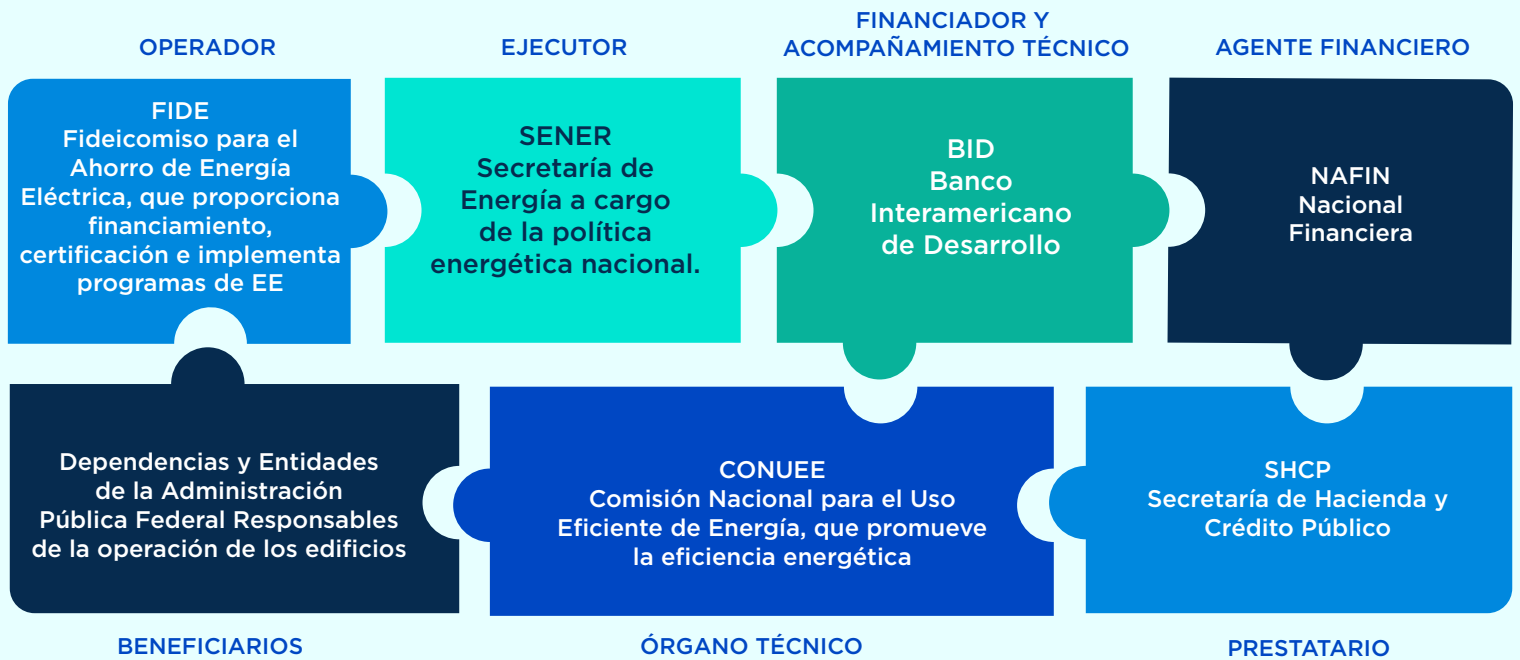 OPERADOR
FIDE
Fideicomiso para el
Ahorro de Energía
Eléctrica, que proporciona
financiamiento,
certificación e implementa
programas de EE
EJECUTOR
SENER
Secretaría de
Energía a cargo
de la política
energética nacional.
FINANCIADOR Y
ACOMPAÑAMIENTO TÉCNICO
BID
Banco
Interamericano
de Desarrollo
AGENTE FINANCIERO
NAFIN
Nacional
Financiera
Dependencias y Entidades
de la Administración
Pública Federal Responsables
de la operación de los edificios
BENEFICIARIOS
CONUEE
Comisión Nacional para el Uso
Eficiente de Energía, que promueve
la eficiencia energética
ÓRGANO TÉCNICO
SHCP
Secretaría de Hacienda y
Crédito Público
PRESTATARIO